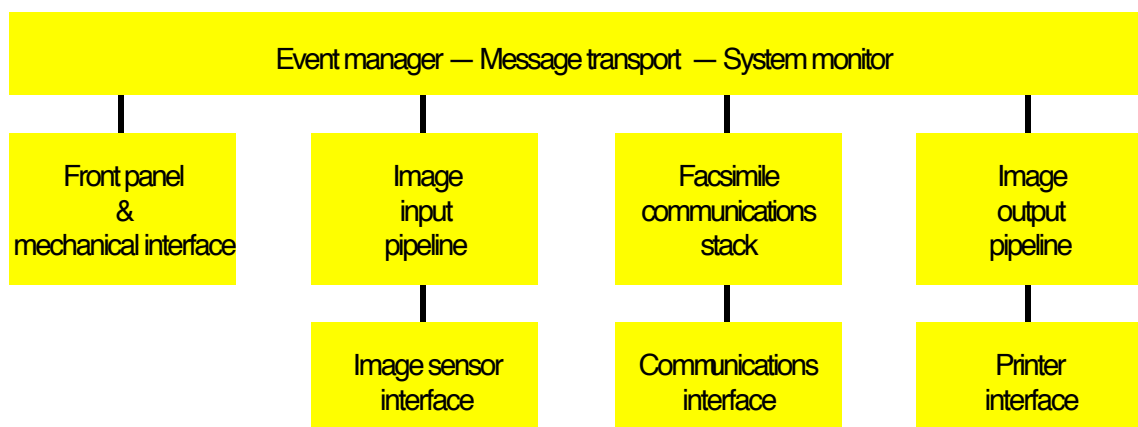 Event manager — Message transport — System monitor
Front panel
&
mechanical interface
Image
input
pipeline
Facsimile
communications
stack
Image
output
pipeline
Image sensor
interface
Communications
interface
Printer
interface